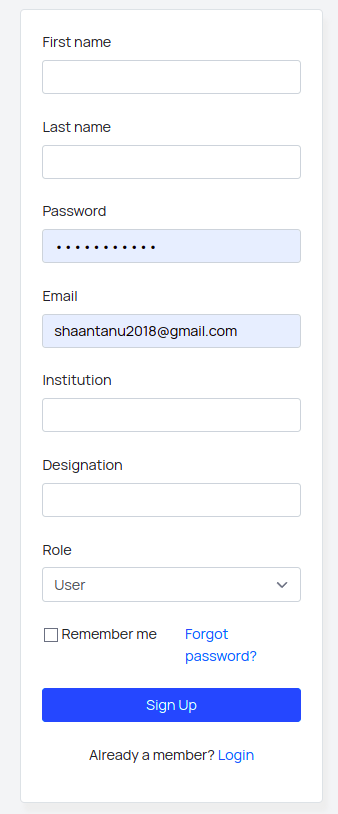 First name
Last name
Password
•••••••••••
Email
shaantanu2018@gmail.com
Institution
Designation
Role
User
Remember me Forgot
password?
Sign Up
Already a member? Login